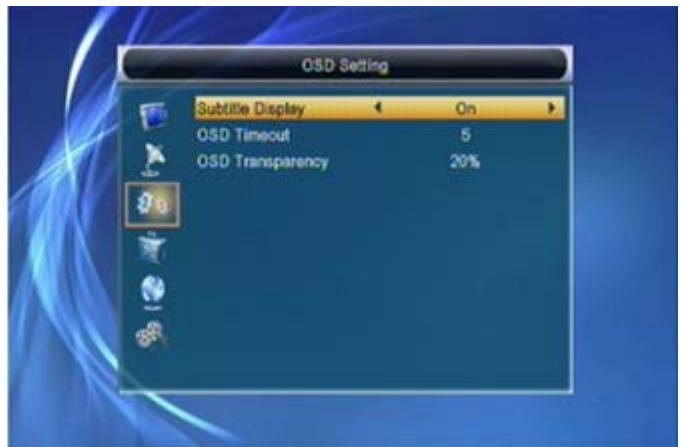 OSD Setting
Subtitle Display On
OSD Timeout 5
OSD Transparency 20%